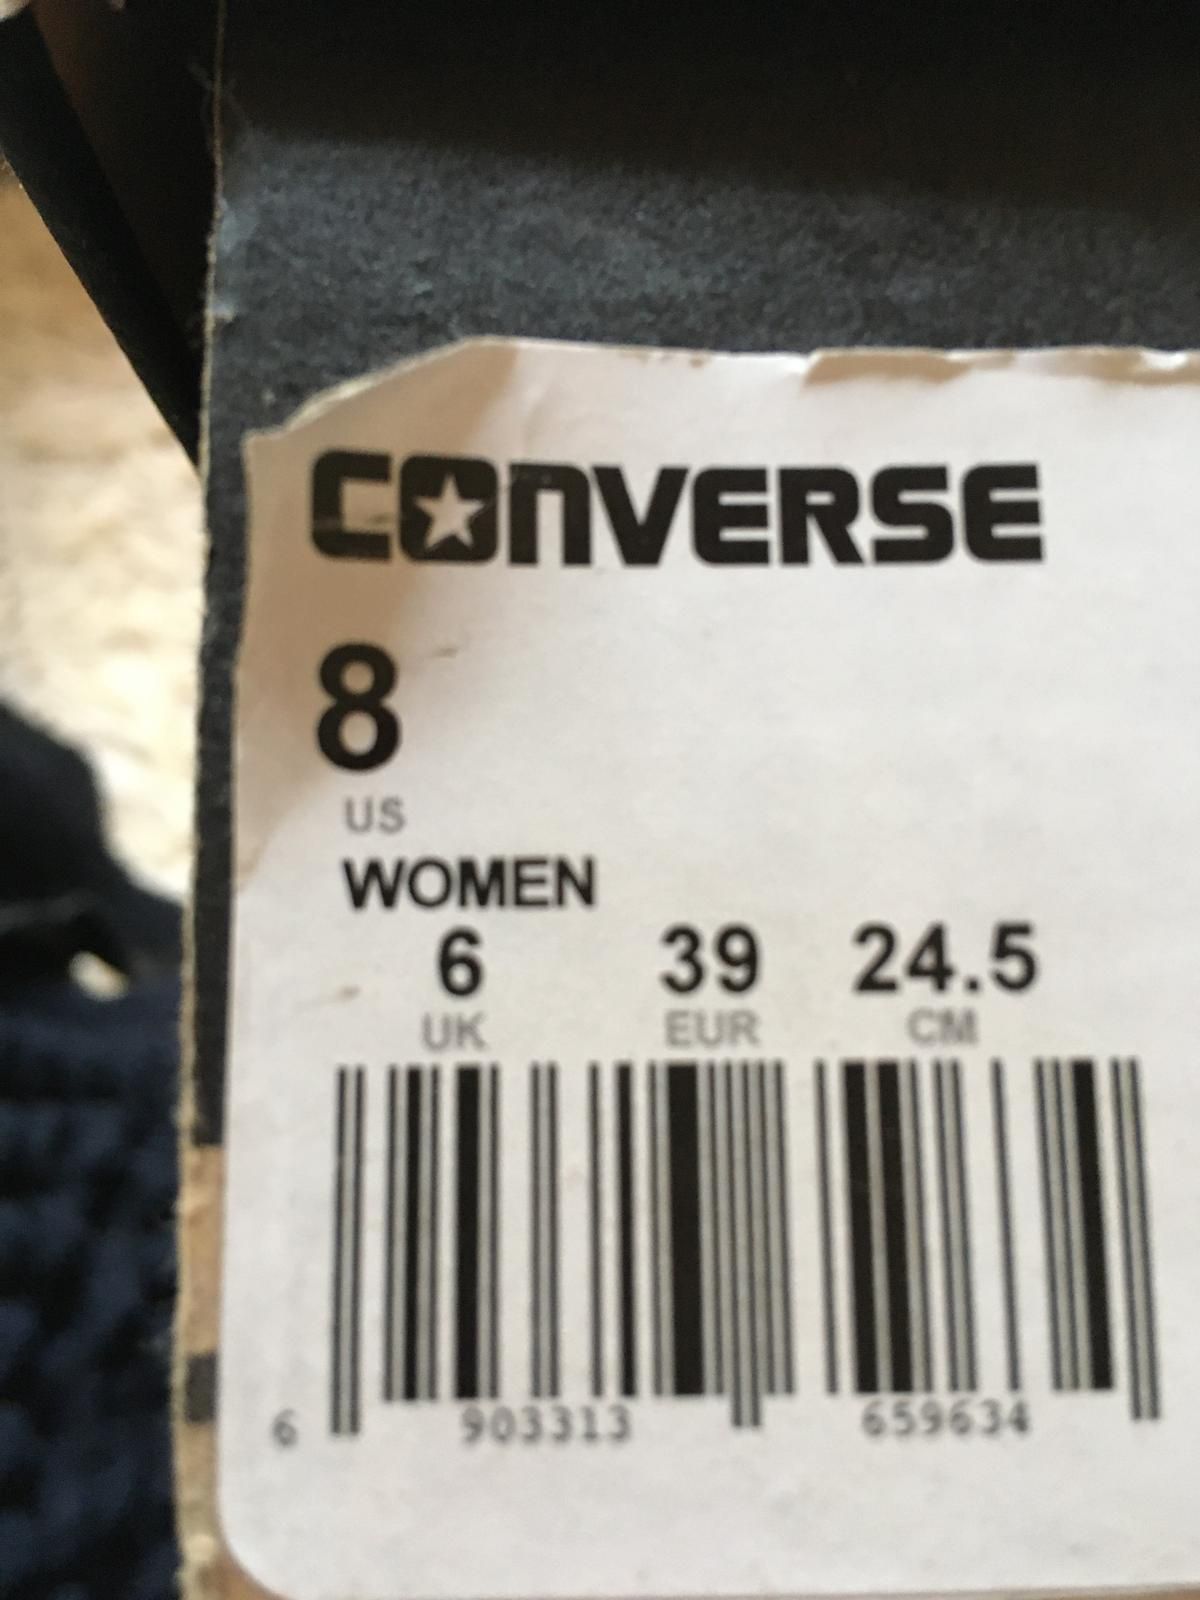 CONVERSE
8
US
WOMEN
6 39 24.5
UK EUR CM
6 903313 659634